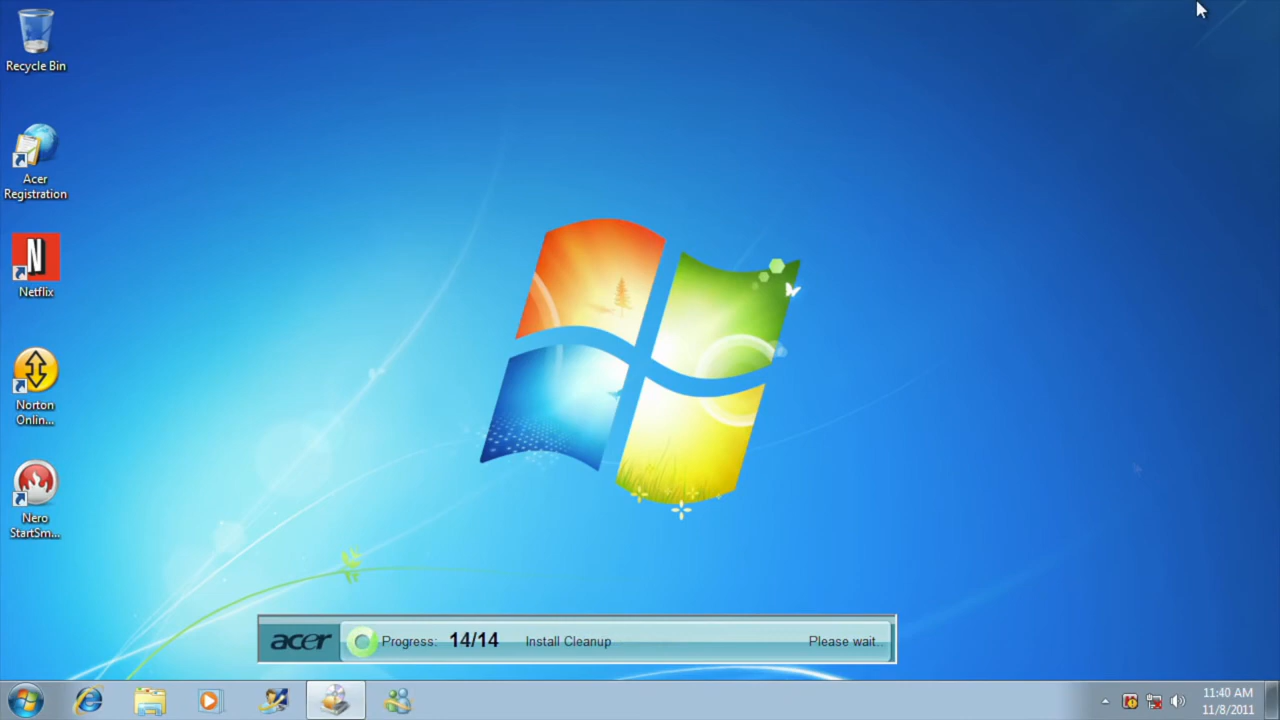 Recycle Bin
Acer
Registration
N
Netflix
Norton
Onlin...
Nero
StartSm...
acer
Progress: 14/14 Install Cleanup Please wait..
11:40 AM
11/8/2011